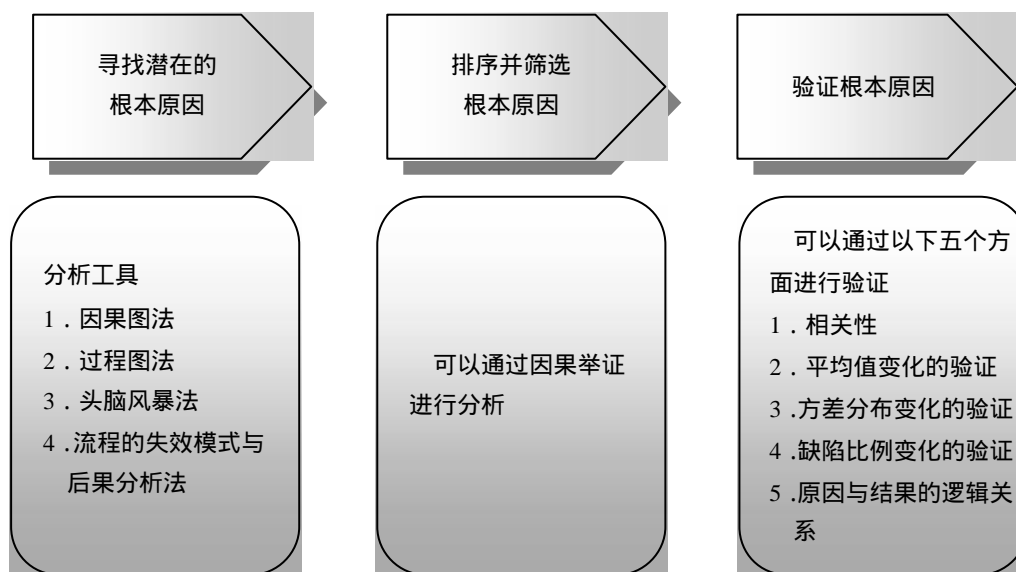 寻找潜在的
根本原因
排序并筛选
根本原因
验证根本原因
分析工具
1．因果图法
2．过程图法
3．头脑风暴法
4．流程的失效模式与
后果分析法
可以通过因果举证
进行分析
可以通过以下五个方
面进行验证
1．相关性
2．平均值变化的验证
3．方差分布变化的验证
4．缺陷比例变化的验证
5．原因与结果的逻辑关
系